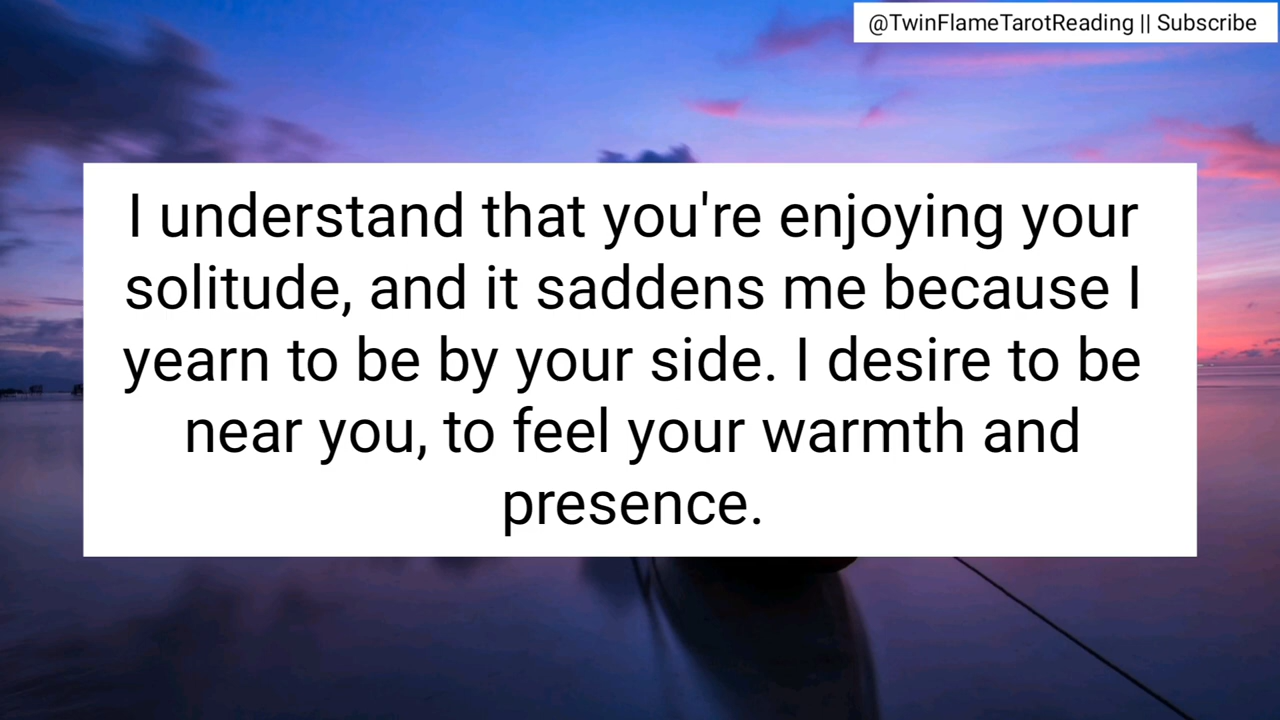 @TwinFlameTarotReading || Subscribe
I understand that you're enjoying your
solitude, and it saddens me because I
yearn to be by your side. I desire to be
near you, to feel your warmth and
presence.